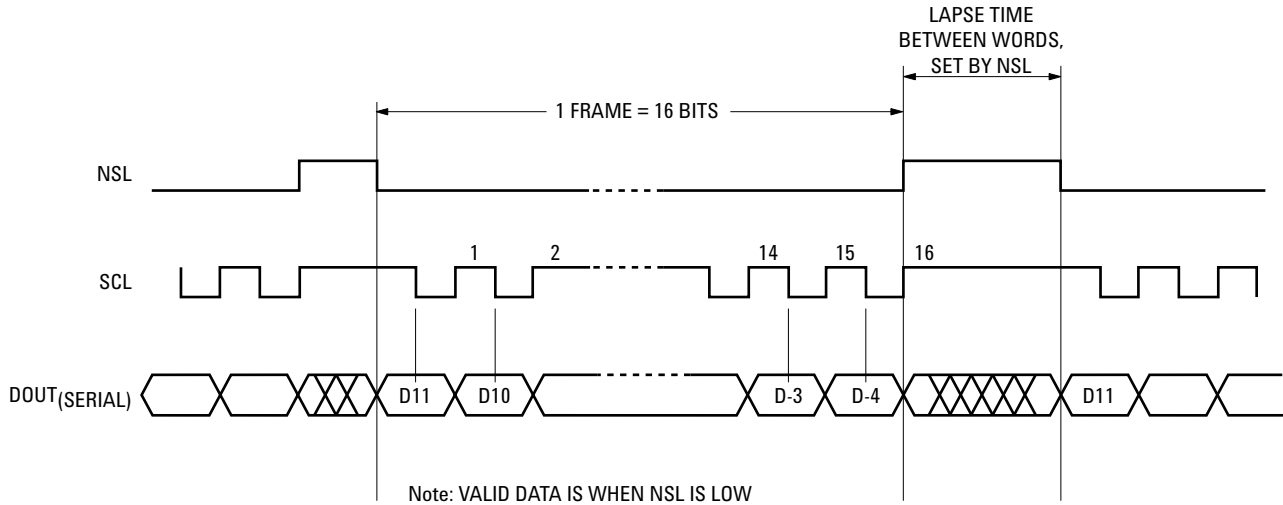 LAPSE TIME
BETWEEN WORDS,
SET BY NSL
1 FRAME = 16 BITS
NSL
1 2 14 15 16
SCL
DOUT(SERIAL) D11 D10 D-3 D-4 D11
Note: VALID DATA IS WHEN NSL IS LOW